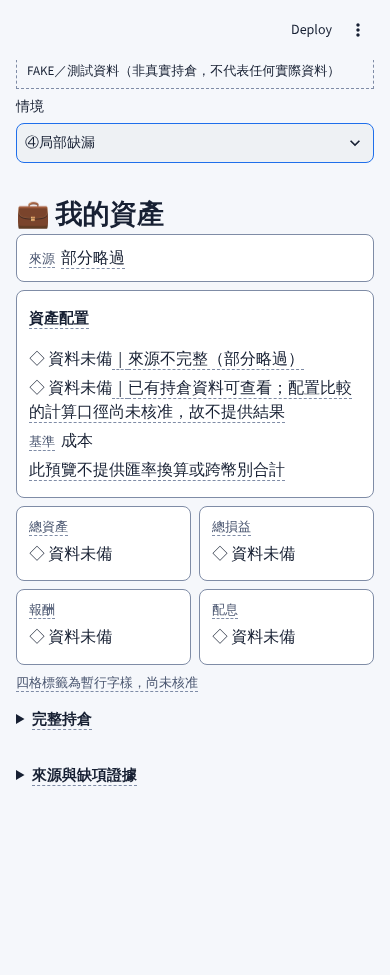 Deploy
FAKE／測試資料（非真實持倉，不代表任何實際資料）
情境
④局部缺漏
我的資產
來源 部分略過
資產配置
◇ 資料未備｜來源不完整（部分略過）
◇ 資料未備｜已有持倉資料可查看；配置比較
的計算口徑尚未核准，故不提供結果
基準 成本
此預覽不提供匯率換算或跨幣別合計
總資產
◇ 資料未備
總損益
◇ 資料未備
報酬
◇ 資料未備
配息
◇ 資料未備
四格標籤為暫行字樣，尚未核准
完整持倉
來源與缺項證據